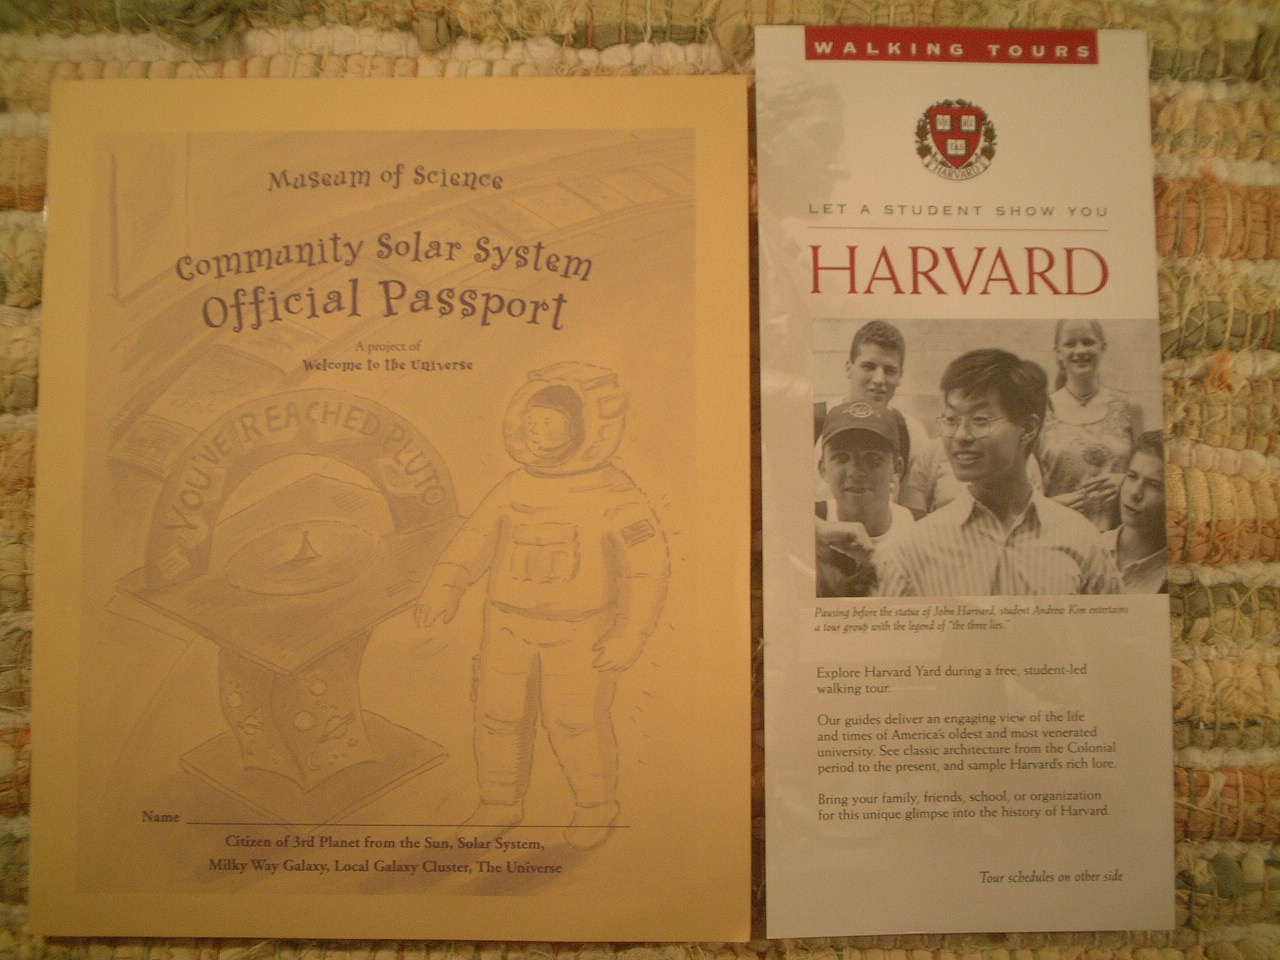 Museum of Science
Community Solar System
Official Passport
A project of
Welcome to the Universe
YOU'VE REACHED PLUTO
Name
Citizen of 3rd Planet from the Sun, Solar System,
Milky Way Galaxy, Local Galaxy Cluster, The Universe
WALKING TOURS
VE RI
TAS
HARVARD
LET A STUDENT SHOW YOU
HARVARD
Pausing before the statue of John Harvard, student Andrew Kim entertains
a tour group with the legend of "the three lies."
Explore Harvard Yard during a free, student-led
walking tour.
Our guides deliver an engaging view of the life
and times of America's oldest and most venerated
university. See classic architecture from the Colonial
period to the present, and sample Harvard's rich lore.
Bring your family, friends, school, or organization
for this unique glimpse into the history of Harvard.
Tour schedules on other side